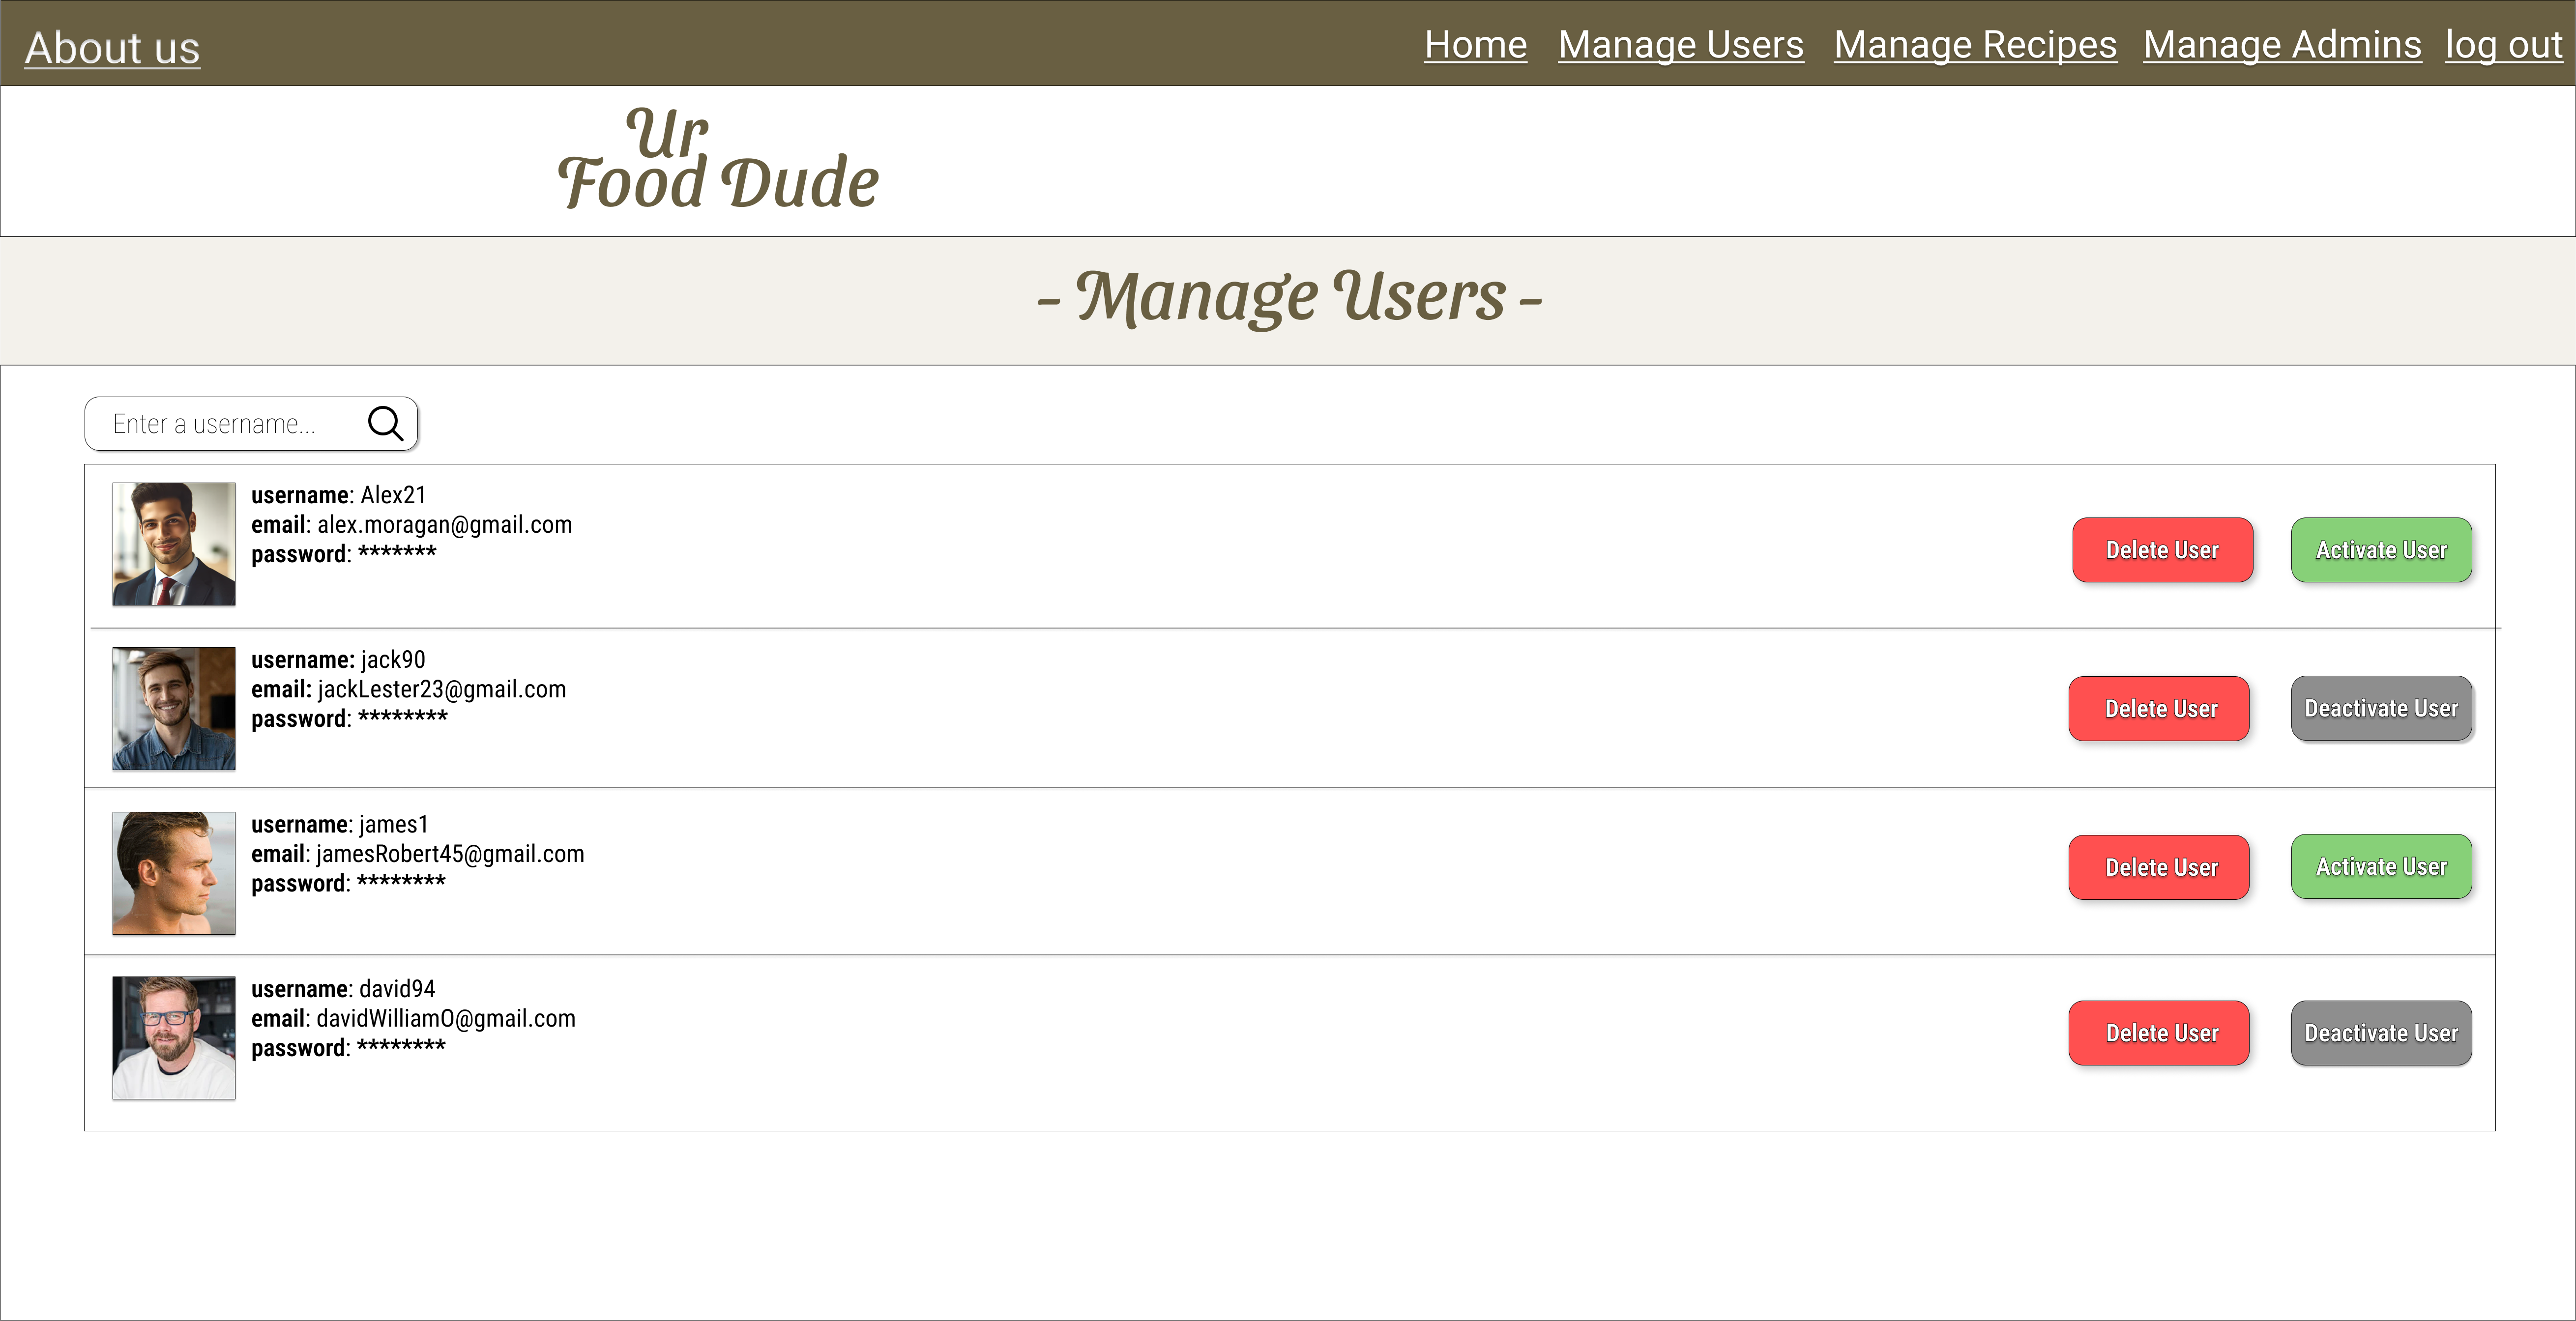 About us
Home Manage Users Manage Recipes Manage Admins log out
Ur
Food Dude
- Manage Users -
Enter a username...
username: Alex21
email: alex.moragan@gmail.com
password: *******
Delete User Activate User
username: jack90
email: jackLester23@gmail.com
password: ********
Delete User Deactivate User
username: james1
email: jamesRobert45@gmail.com
password: ********
Delete User Activate User
username: david94
email: davidWilliamO@gmail.com
password: ********
Delete User Deactivate User